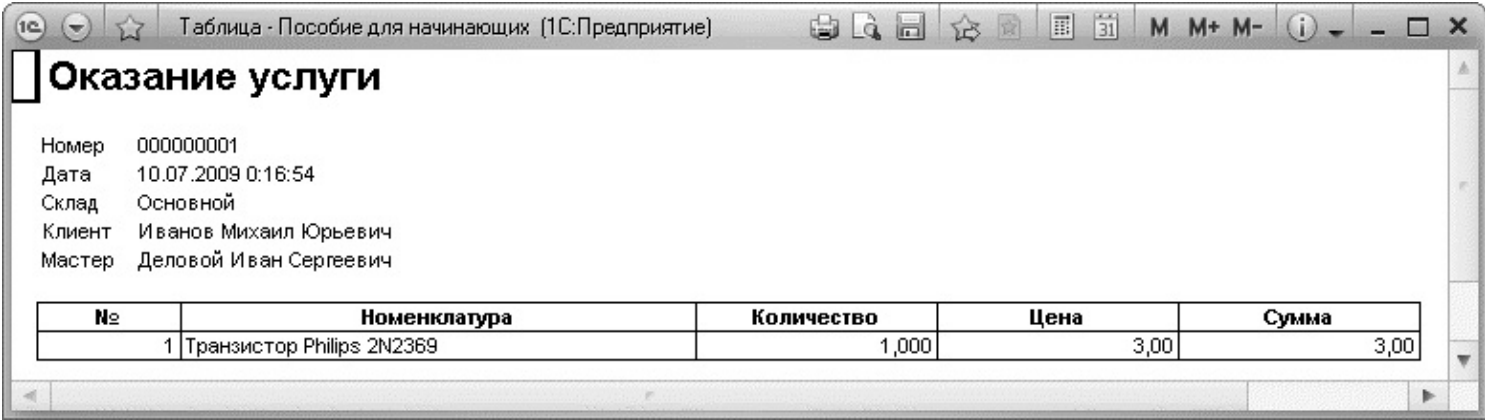 1С Таблица - Пособие для начинающих (1С:Предприятие) 31 M M+ M-
Оказание услуги
Номер 000000001
Дата 10.07.2009 0:16:54
Склад Основной
Клиент Иванов Михаил Юрьевич
Мастер Деловой Иван Сергеевич
№ Номенклатура Количество Цена Сумма
1 Транзистор Philips 2N2369 1,000 3,00 3,00